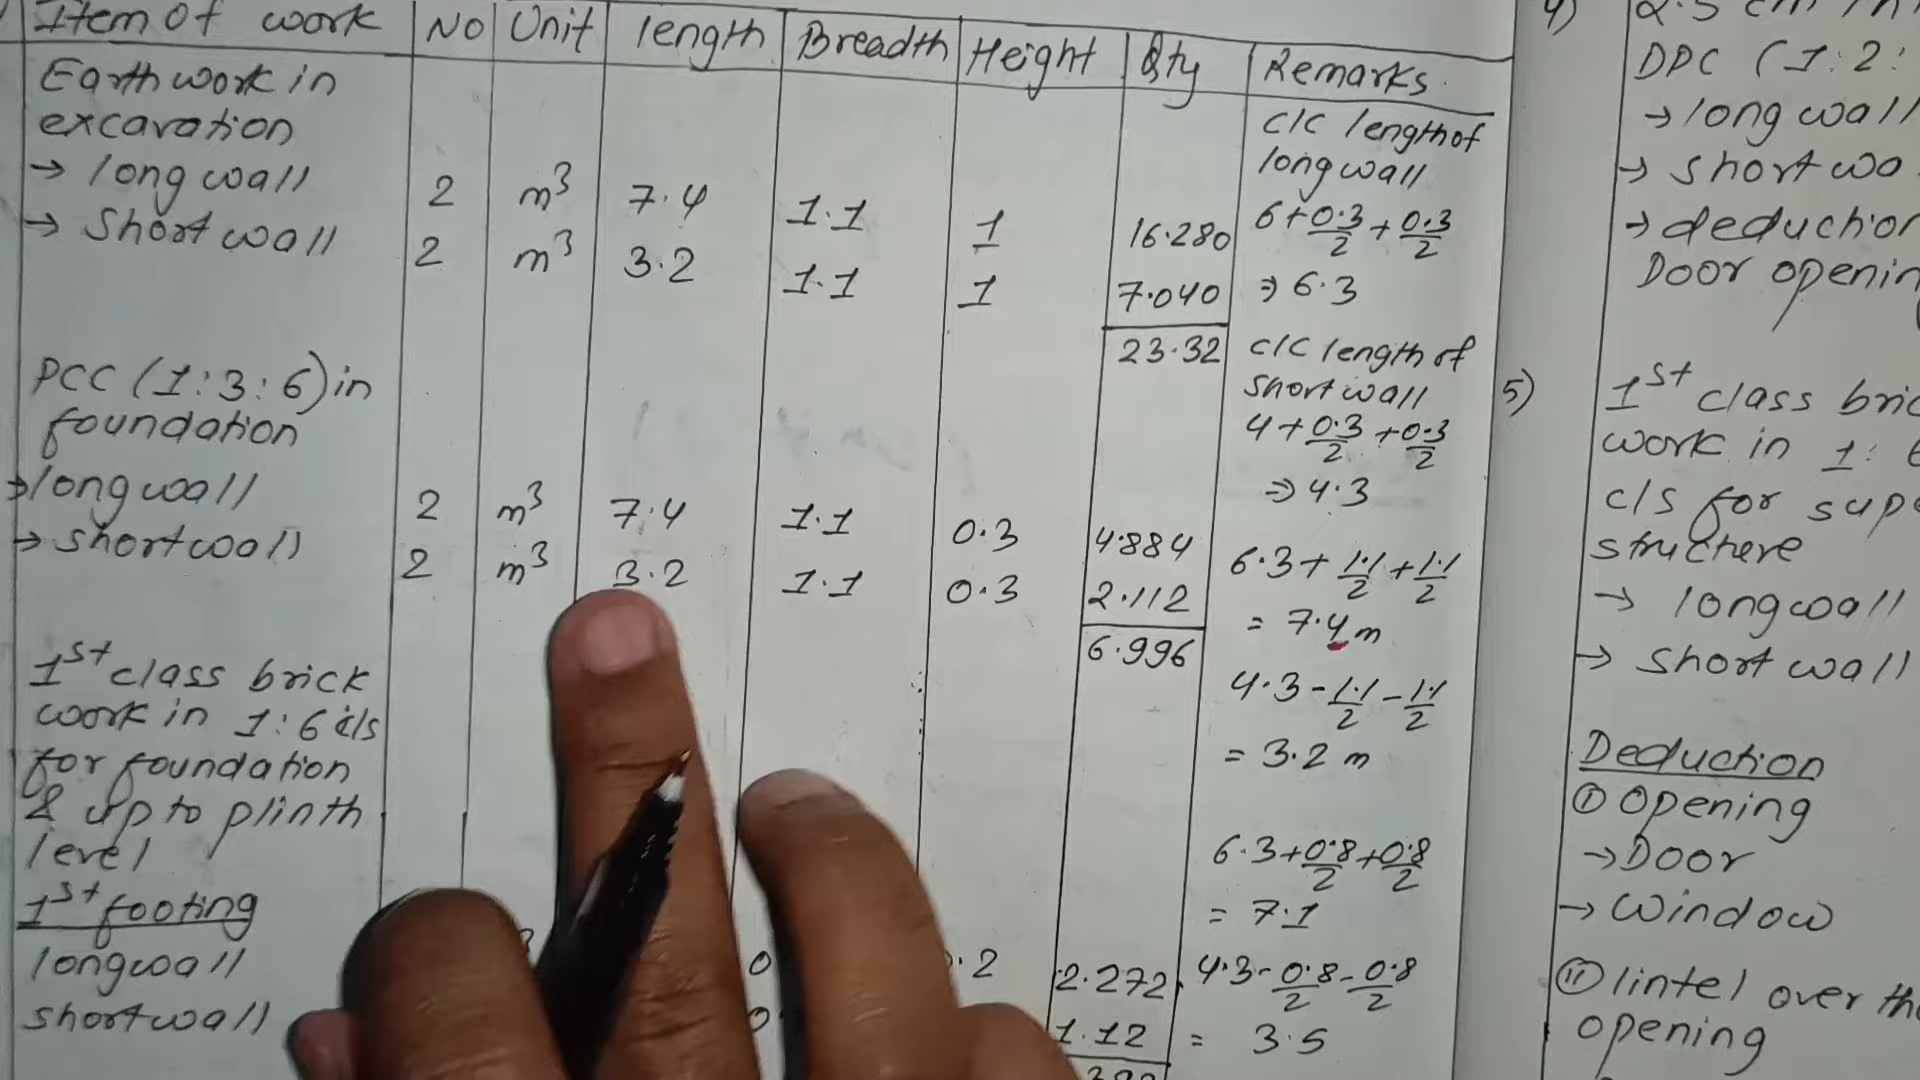 Item of work No Unit length Breadth Height Qty Remarks
Earth work in
excavation
→ long wall 2 m³ 7.4 1.1 1 16.280
→ Short wall 2 m³ 3.2 1.1 1 7.040
23.32
c/c length of
long wall
6+0.3/2+0.3/2
⇒ 6.3
c/c length of
short wall
4+0.3/2+0.3/2
⇒ 4.3
PCC (1:3:6) in
foundation
→ long wall 2 m³ 7.4 1.1 0.3 4.884
→ short wall 2 m³ 3.2 1.1 0.3 2.112
6.996
6.3+1.1/2+1.1/2
= 7.4 m
4.3-1.1/2-1.1/2
= 3.2 m
1st class brick
work in 1:6 c/s
for foundation
& up to plinth
level
1st footing
long wall 2.272
short wall 1.12
6.3+0.8/2+0.8/2
= 7.1
4.3-0.8/2-0.8/2
= 3.5
4)
DPC (1:2:
→ long wall
→ short
→ deduction
Door
5)
1st class
work in 1:
c/s for
structure
→ long wall
→ short wall
Deduction
① Opening
→ Door
→ window
⑪ lintel over
opening